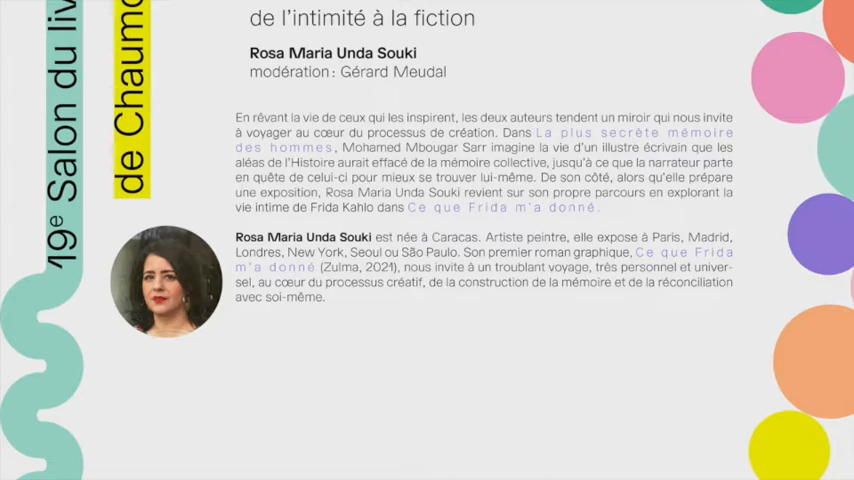 de l'intimité à la fiction
Rosa Maria Unda Souki
modération : Gérard Meudal
En rêvant la vie de ceux qui les inspirent, les deux auteurs tendent un miroir qui nous invite
à voyager au cœur du processus de création. Dans La plus secrète mémoire
des hommes, Mohamed Mbougar Sarr imagine la vie d'un illustre écrivain que les
aléas de l'Histoire aurait effacé de la mémoire collective, jusqu'à ce que la narrateur parte
en quête de celui-ci pour mieux se trouver lui-même. De son côté, alors qu'elle prépare
une exposition, Rosa Maria Unda Souki revient sur son propre parcours en explorant la
vie intime de Frida Kahlo dans Ce que Frida m'a donné.
Rosa Maria Unda Souki est née à Caracas. Artiste peintre, elle expose à Paris, Madrid,
Londres, New York, Seoul ou São Paulo. Son premier roman graphique, Ce que Frida
m'a donné (Zulma, 2021), nous invite à un troublant voyage, très personnel et univer-
sel, au cœur du processus créatif, de la construction de la mémoire et de la réconciliation
avec soi-même.
19e Salon du liv
de Chaumo